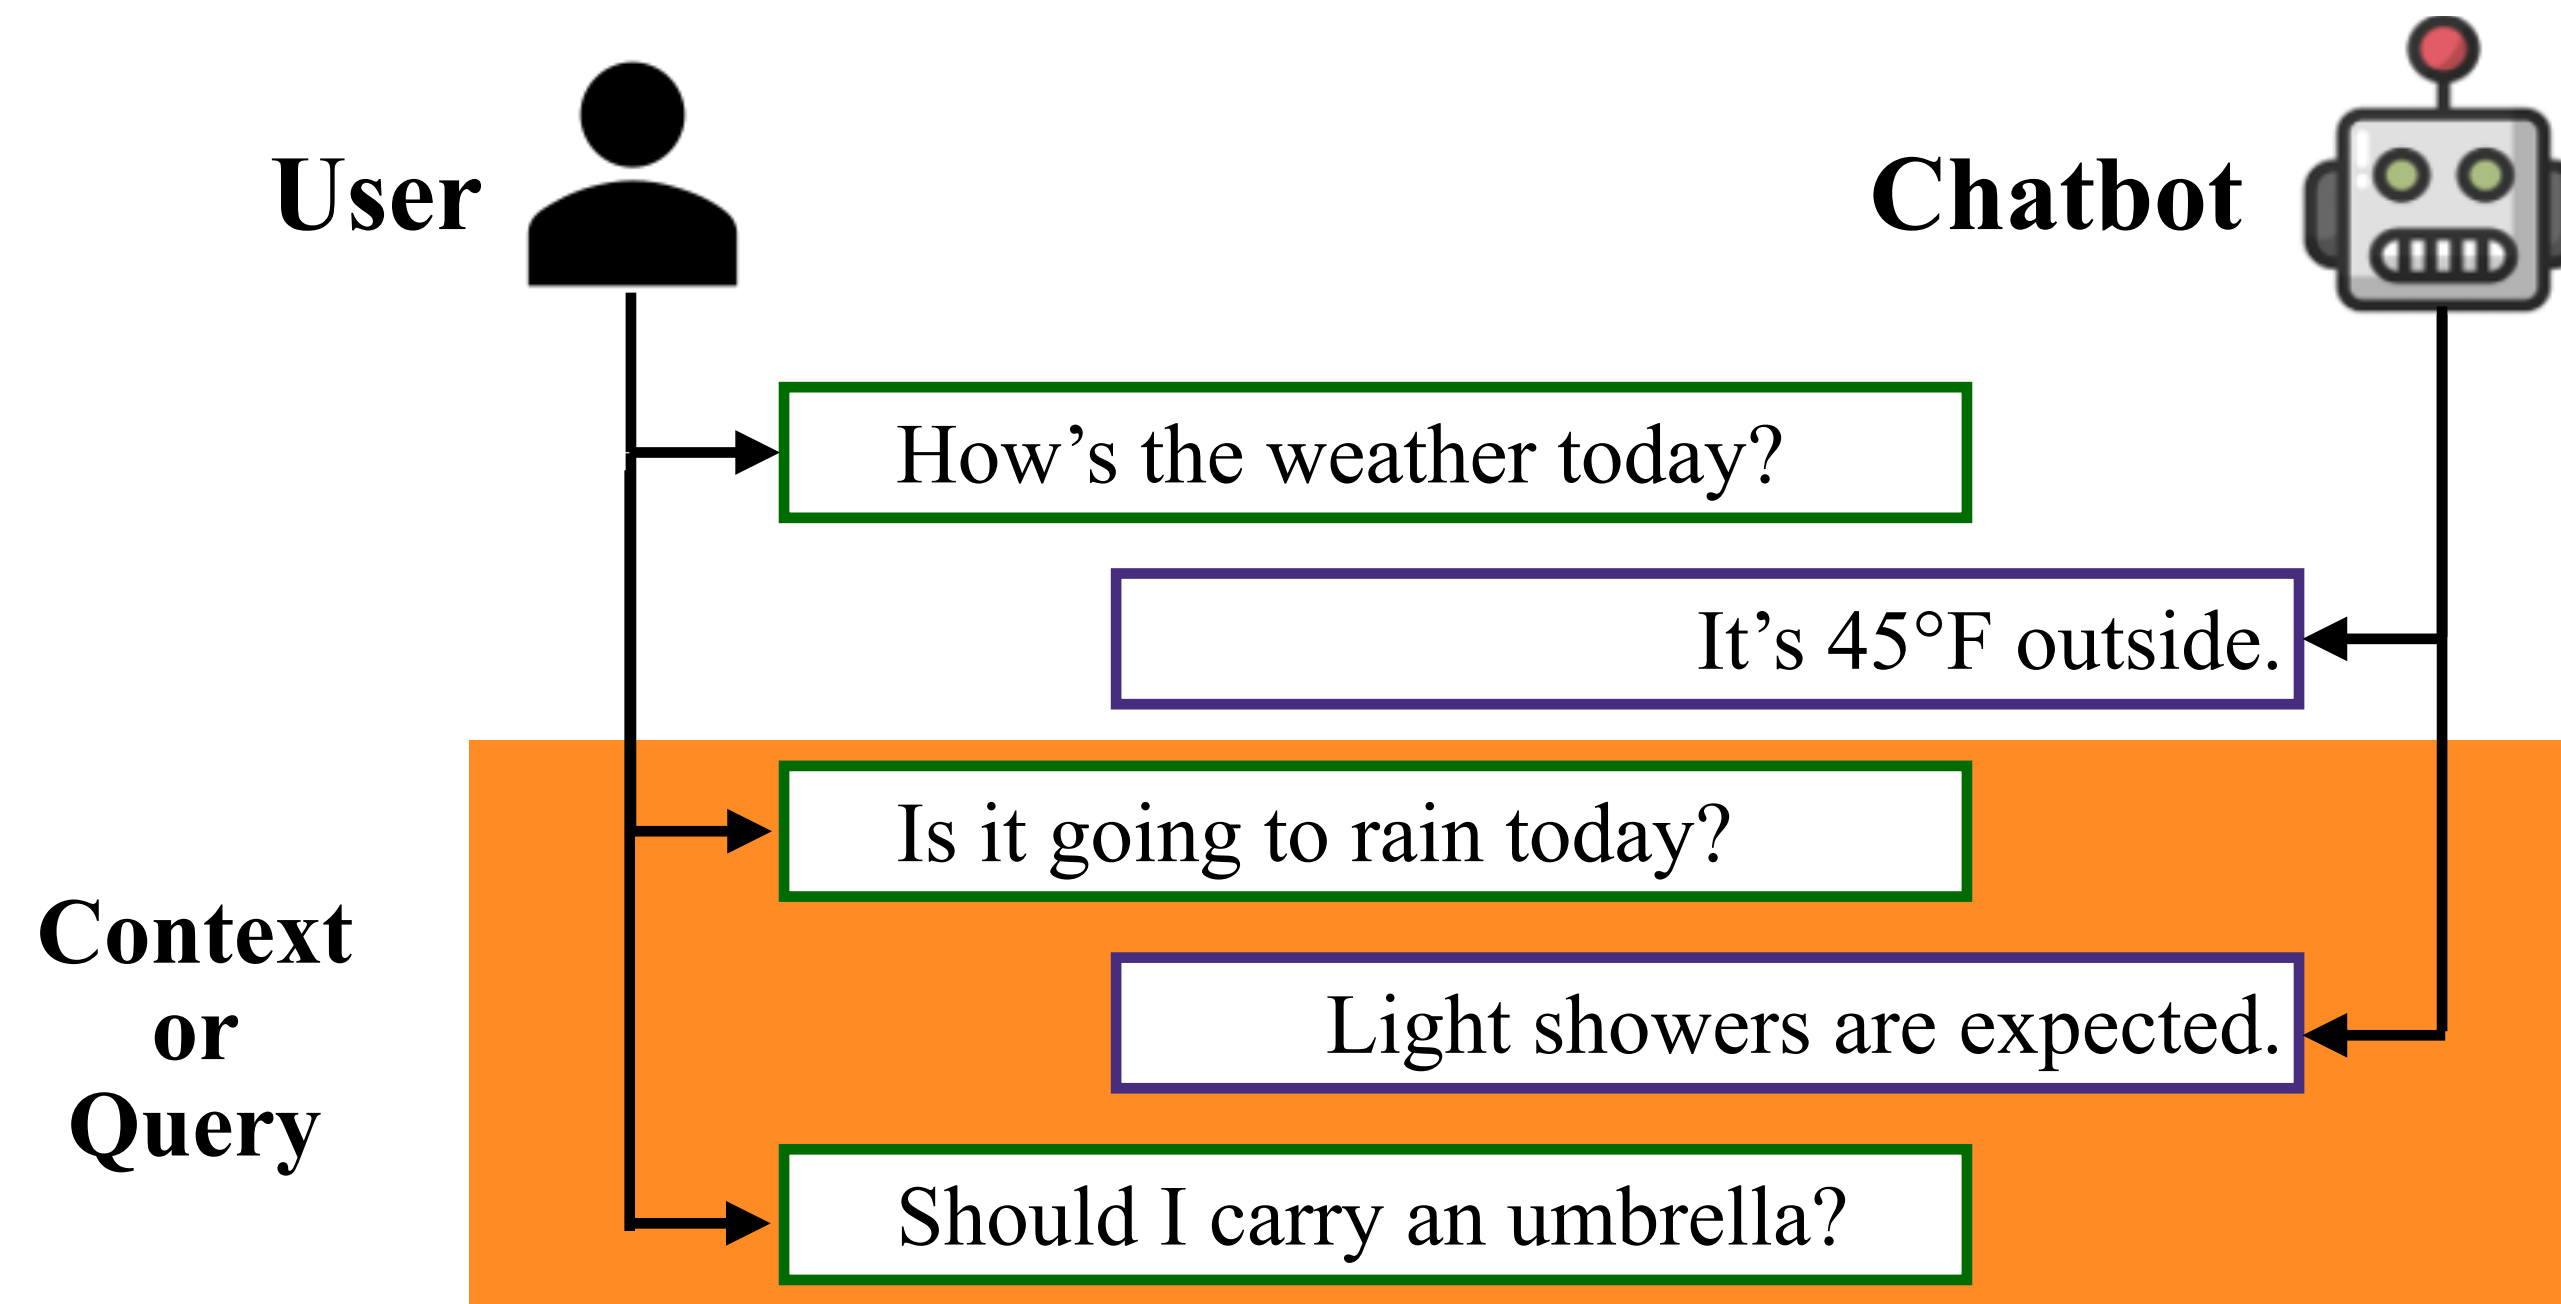 User
Chatbot
How’s the weather today?
It’s 45°F outside.
Is it going to rain today?
Context
or
Query
Light showers are expected.
Should I carry an umbrella?